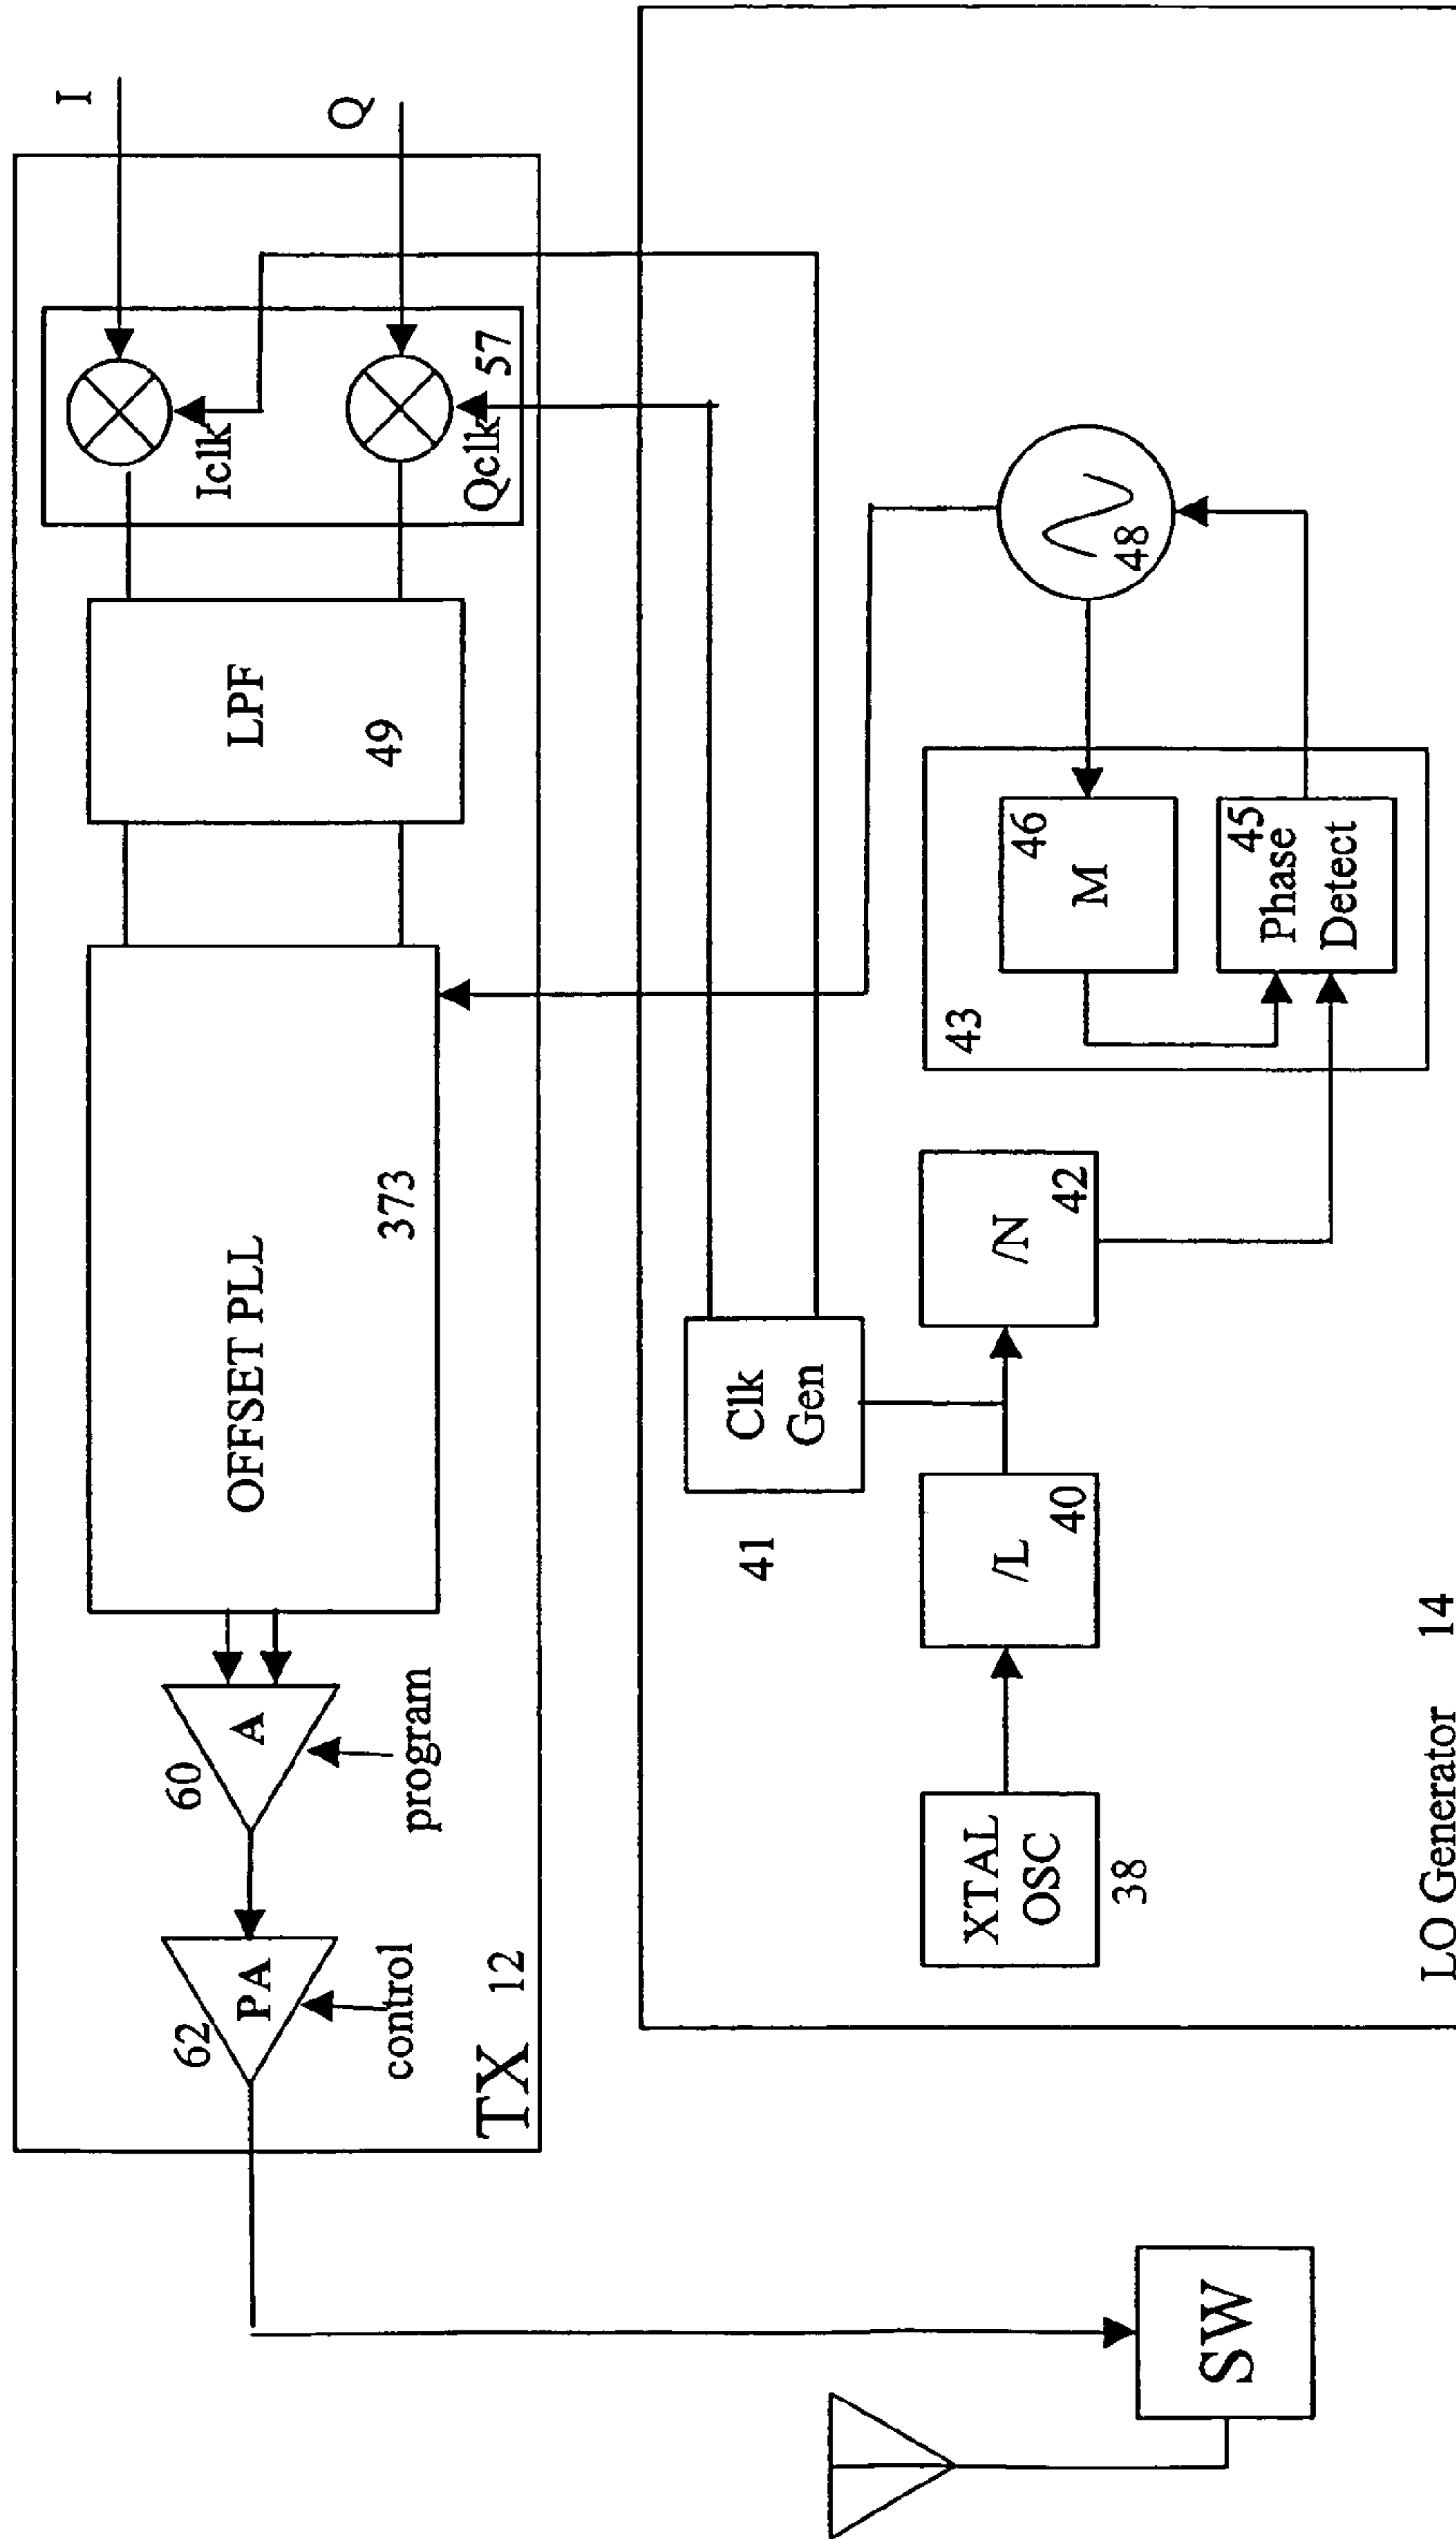 I
Q
Iclk
Qclk
57
LPF
49
OFFSET PLL
373
A
60
program
PA
62
control
TX 12
SW
Clk
Gen
41
XTAL
OSC
38
/L
40
/N
42
43
M
46
45
Phase
Detect
48
LO Generator 14